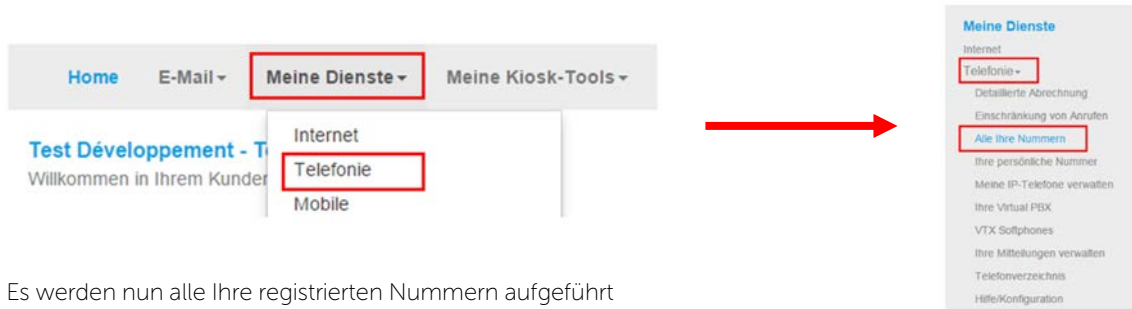 Home E-Mail Meine Dienste Meine Kiosk-Tools
Test Développement - T
Willkommen in Ihrem Kunder
Internet
Telefonie
Mobile
Meine Dienste
Internet
Telefonie
Detaillierte Abrechnung
Einschränkung von Anrufen
Alle Ihre Nummern
Ihre persönliche Nummer
Meine IP-Telefone verwalten
Ihre Virtual PBX
VTX Softphones
Ihre Mitteilungen verwalten
Telefonverzeichnis
Hilfe/Konfiguration
Es werden nun alle Ihre registrierten Nummern aufgeführt